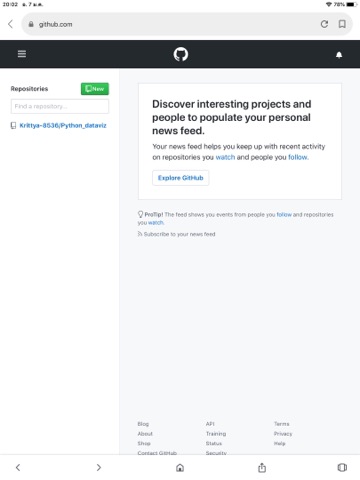 20:02 อ. 7 ม.ค. 78%
github.com
Repositories New
Find a repository...
Krittya-8536/Python_dataviz
Discover interesting projects and
people to populate your personal
news feed.
Your news feed helps you keep up with recent activity
on repositories you watch and people you follow.
Explore GitHub
ProTip! The feed shows you events from people you follow and repositories
you watch.
Subscribe to your news feed
Blog API Terms
About Training Privacy
Shop Status Help
Contact GitHub Security